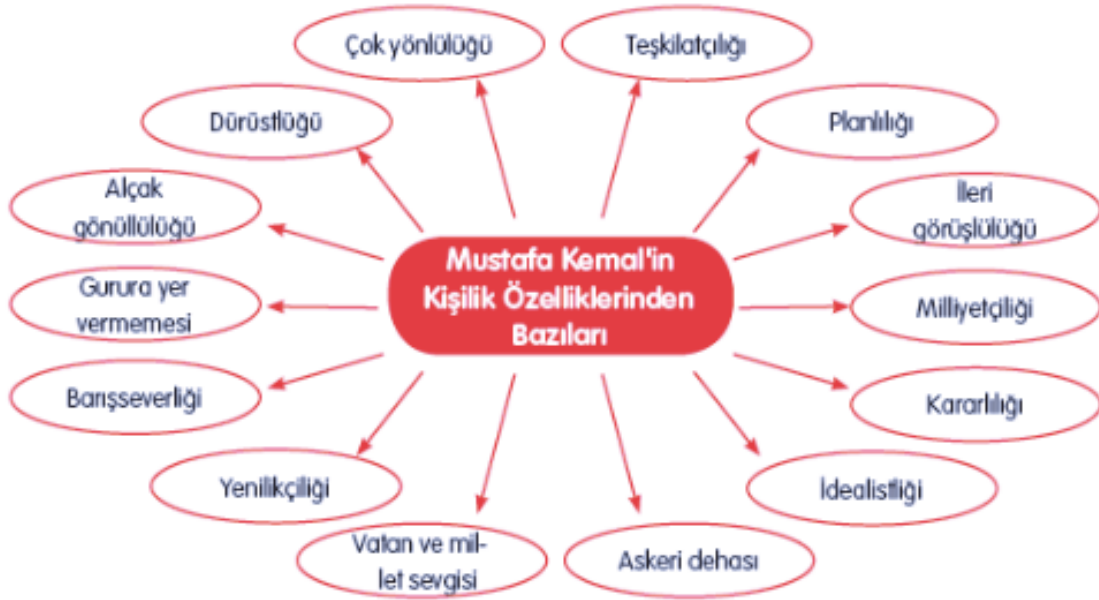 Çok yönlülüğü
Teşkilatçılığı
Dürüstlüğü
Planlılığı
Alçak
gönüllülüğü
İleri
görüşlülüğü
Mustafa Kemal'in
Kişilik Özelliklerinden
Bazıları
Gurura yer
vermemesi
Milliyetçiliği
Barışseverliği
Kararlılığı
Yenilikçiliği
İdealistliği
Vatan ve mil-
let sevgisi
Askeri dehası